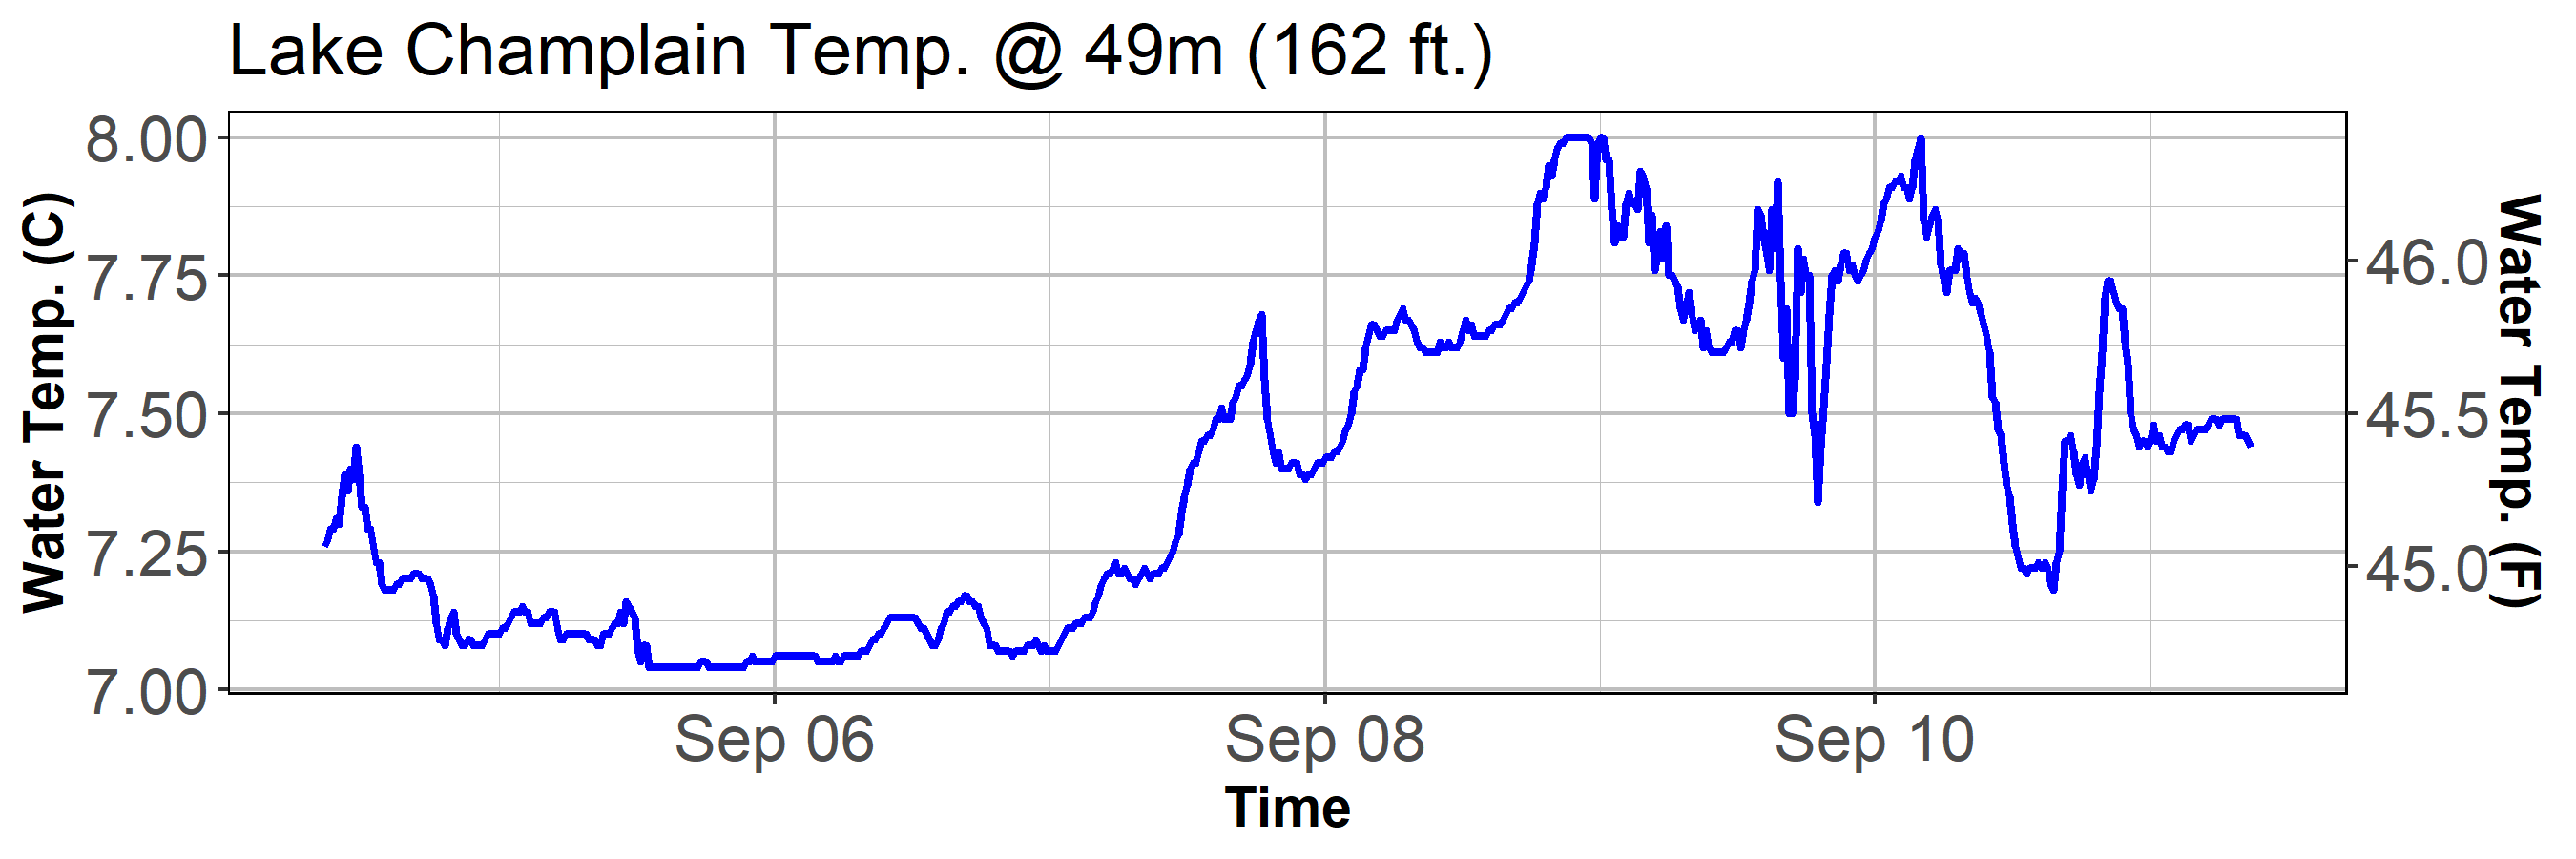 Lake Champlain Temp. @ 49m (162 ft.)
Water Temp. (C)
8.00
7.75
7.50
7.25
7.00
46.0
45.5
45.0
Water Temp. (F)
Sep 06
Sep 08
Sep 10
Time